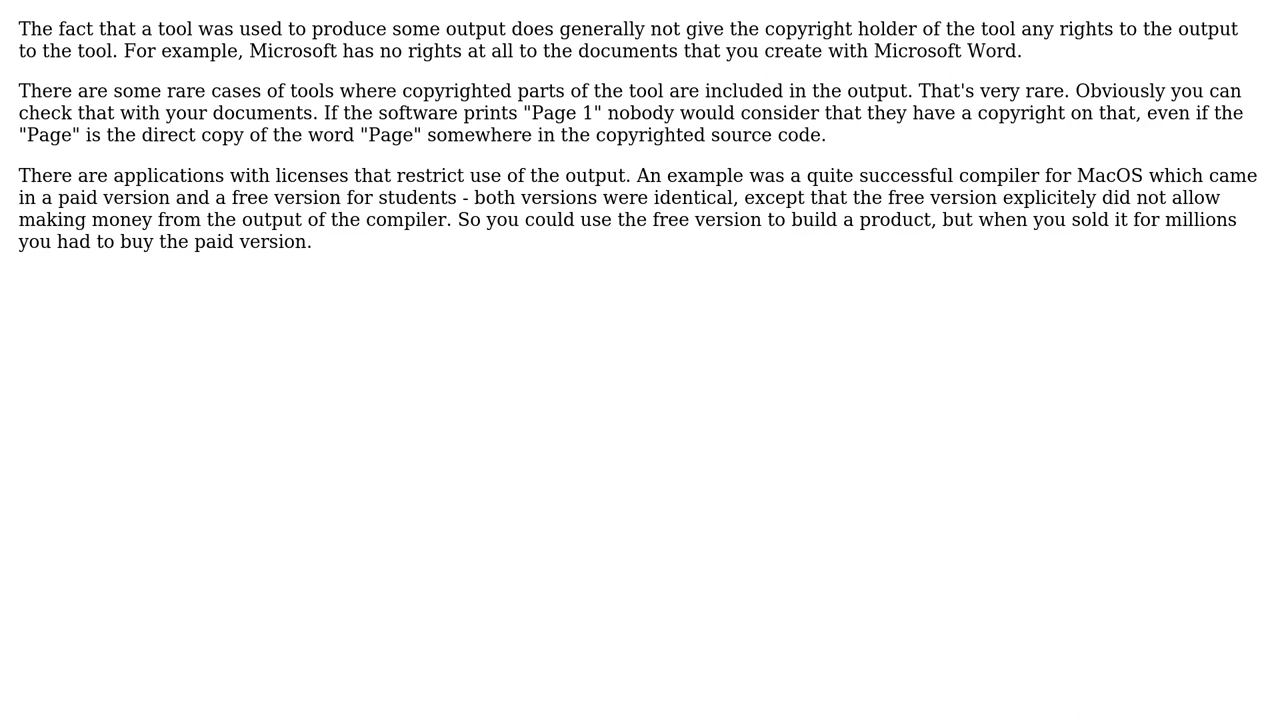 The fact that a tool was used to produce some output does generally not give the copyright holder of the tool any rights to the output
to the tool. For example, Microsoft has no rights at all to the documents that you create with Microsoft Word.
There are some rare cases of tools where copyrighted parts of the tool are included in the output. That's very rare. Obviously you can
check that with your documents. If the software prints "Page 1" nobody would consider that they have a copyright on that, even if the
"Page" is the direct copy of the word "Page" somewhere in the copyrighted source code.
There are applications with licenses that restrict use of the output. An example was a quite successful compiler for MacOS which came
in a paid version and a free version for students - both versions were identical, except that the free version explicitely did not allow
making money from the output of the compiler. So you could use the free version to build a product, but when you sold it for millions
you had to buy the paid version.